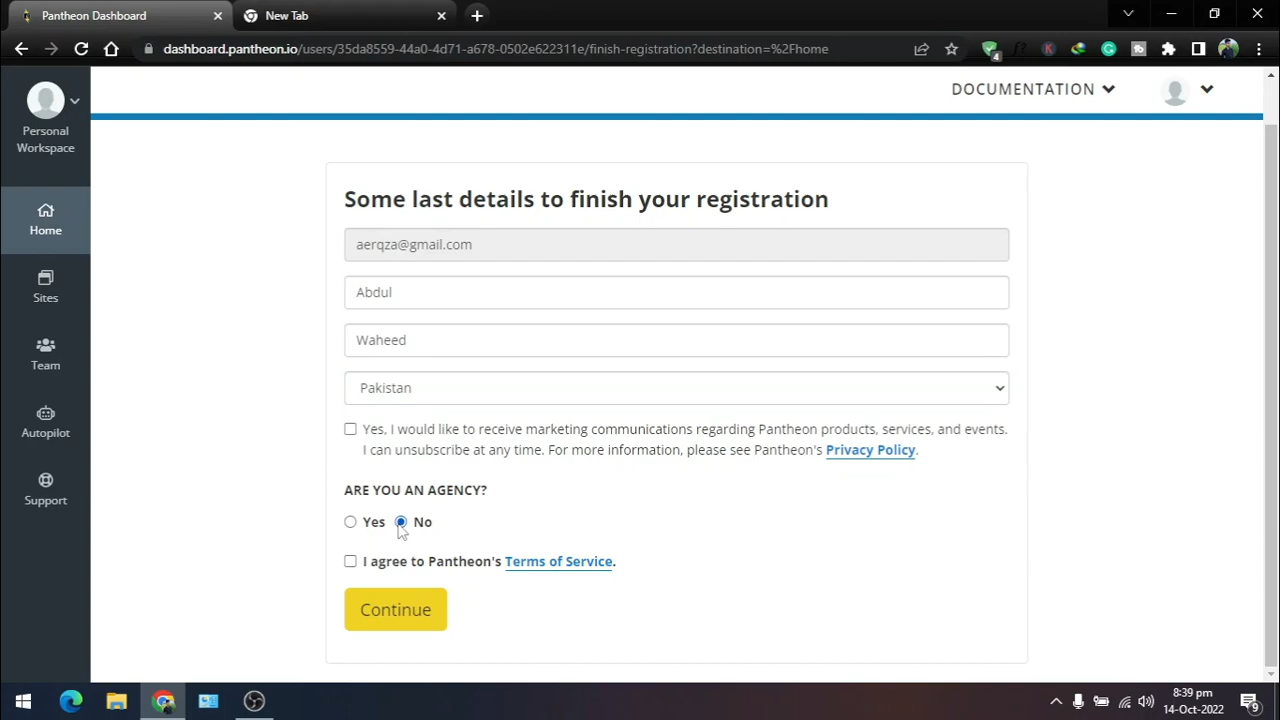 Pantheon Dashboard
New Tab
dashboard.pantheon.io/users/35da8559-44a0-4d71-a678-0502e622311e/finish-registration?destination=%2Fhome
4
Personal
Workspace
DOCUMENTATION
Home
Sites
Team
Autopilot
Support
Some last details to finish your registration
aerqza@gmail.com
Abdul
Waheed
Pakistan
Yes, I would like to receive marketing communications regarding Pantheon products, services, and events.
I can unsubscribe at any time. For more information, please see Pantheon's Privacy Policy.
ARE YOU AN AGENCY?
Yes No
I agree to Pantheon's Terms of Service.
Continue
8:39 pm
14-Oct-2022
9